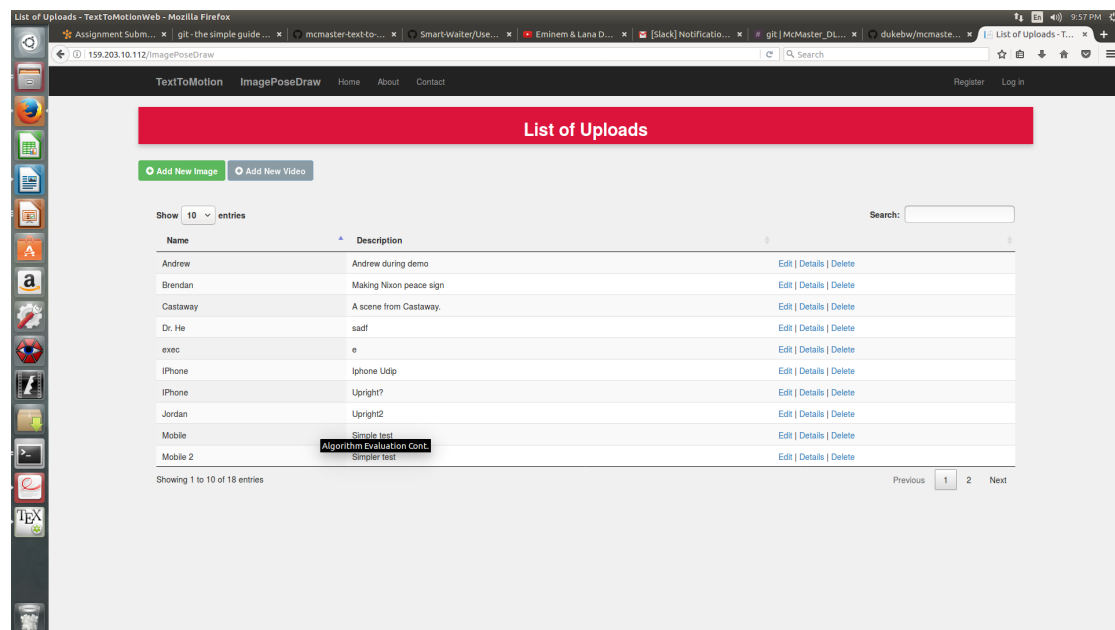 List of Uploads - TextToMotionWeb - Mozilla Firefox
En
9:57 PM
Assignment Subm... × git - the simple guide ... × mcmaster-text-to-... × Smart-Waiter/Use... × Eminem & Lana D... × [Slack] Notificatio... × git | McMaster_DL... × dukebw/mcmaste... × List of Uploads - T... × +
159.203.10.112/ImagePoseDraw
Search
TextToMotion ImagePoseDraw Home About Contact Register Log in
List of Uploads
Add New Image Add New Video
Show 10 entries Search:
Name Description
Andrew Andrew during demo Edit | Details | Delete
Brendan Making Nixon peace sign Edit | Details | Delete
Castaway A scene from Castaway. Edit | Details | Delete
Dr. He sadf Edit | Details | Delete
exec e Edit | Details | Delete
IPhone Iphone Udip Edit | Details | Delete
IPhone Upright? Edit | Details | Delete
Jordan Upright2 Edit | Details | Delete
Mobile Simple test Edit | Details | Delete
Algorithm Evaluation Cont.
Mobile 2 Simpler test Edit | Details | Delete
Showing 1 to 10 of 18 entries Previous 1 2 Next
TEX